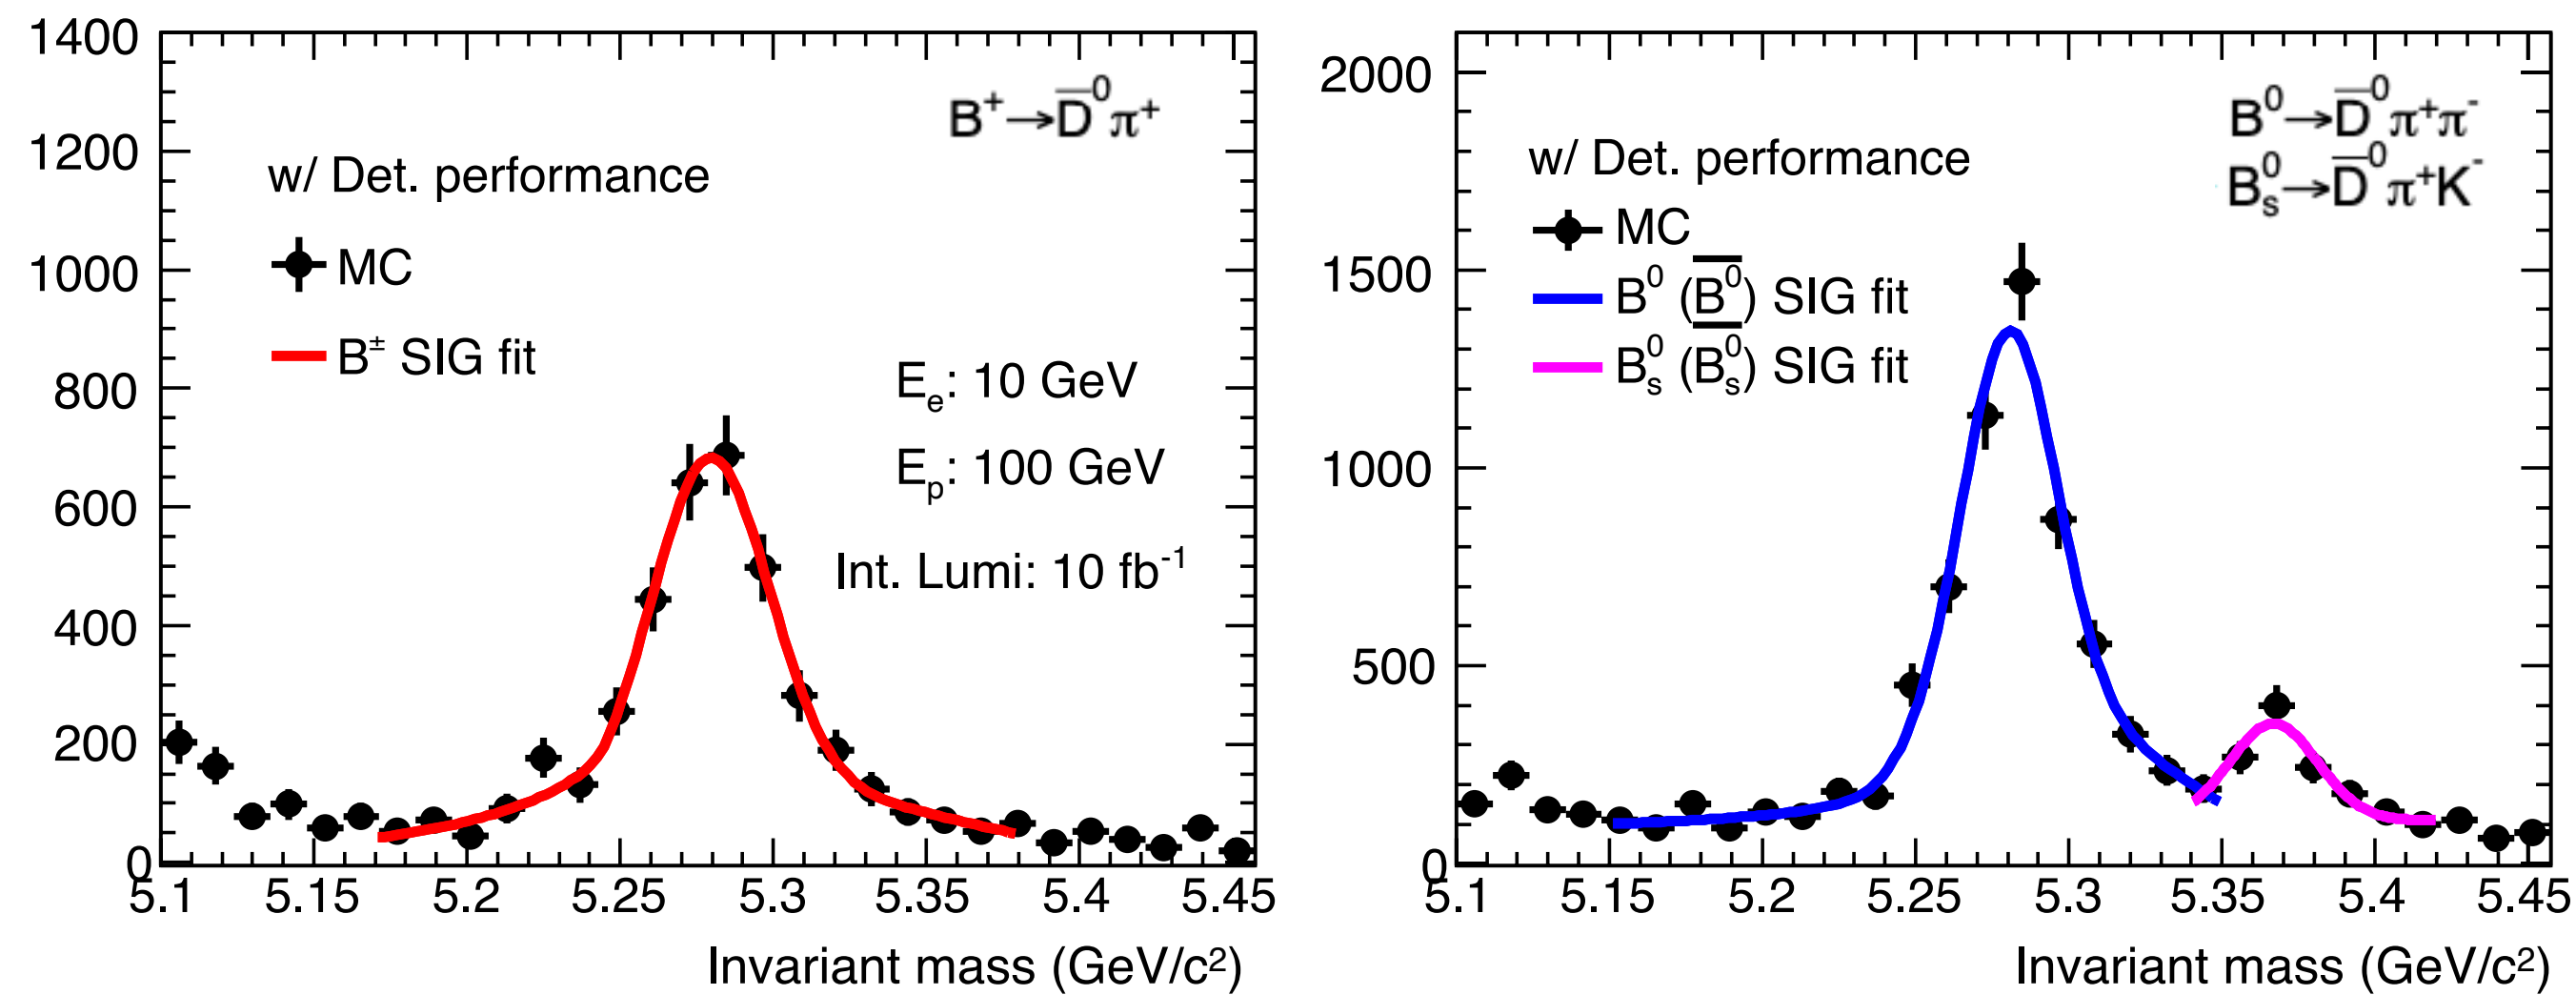 1400
1200
1000
800
600
400
200
0
5.1 5.15 5.2 5.25 5.3 5.35 5.4 5.45
Invariant mass (GeV/c²)
B⁺→D̅⁰π⁺
w/ Det. performance
MC
B± SIG fit
Eₑ: 10 GeV
Eₚ: 100 GeV
Int. Lumi: 10 fb⁻¹
2000
1500
1000
500
0
5.1 5.15 5.2 5.25 5.3 5.35 5.4 5.45
Invariant mass (GeV/c²)
B⁰→D̅⁰π⁺π⁻
Bₛ⁰→D̅⁰π⁺K⁻
w/ Det. performance
MC
B⁰ (B̅⁰) SIG fit
Bₛ⁰ (B̅ₛ⁰) SIG fit